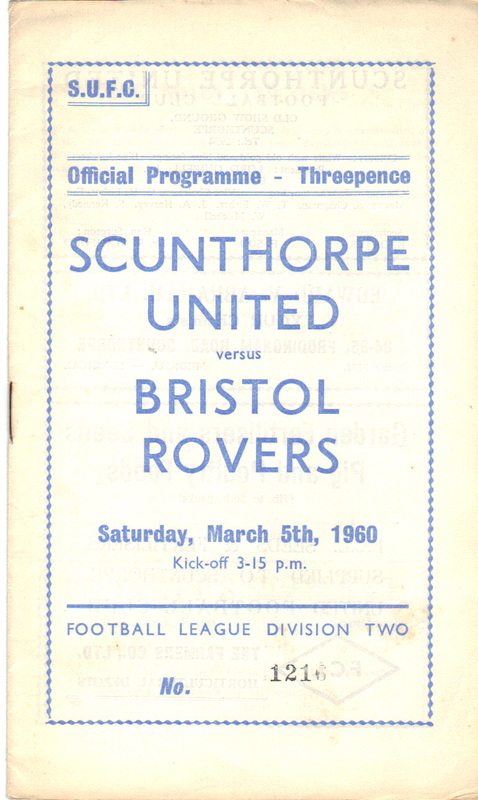 S.U.F.C.
Official Programme - Threepence
SCUNTHORPE
UNITED
versus
BRISTOL
ROVERS
Saturday, March 5th, 1960
Kick-off 3-15 p.m.
FOOTBALL LEAGUE DIVISION TWO
No. 1216